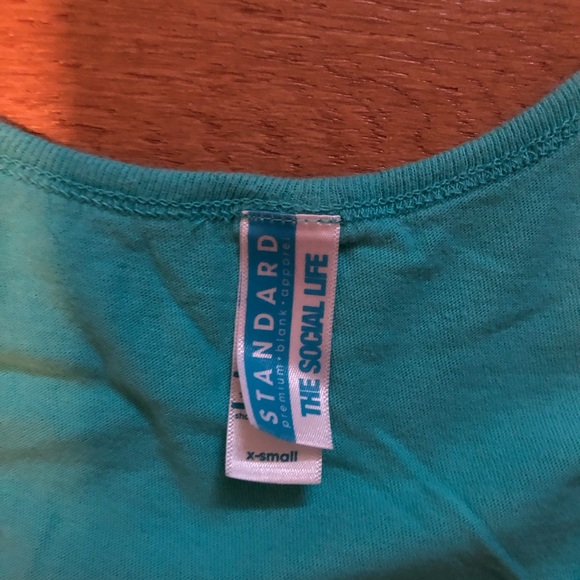 STANDARD
premium · blank · apparel
THE SOCIAL LIFE
x-small